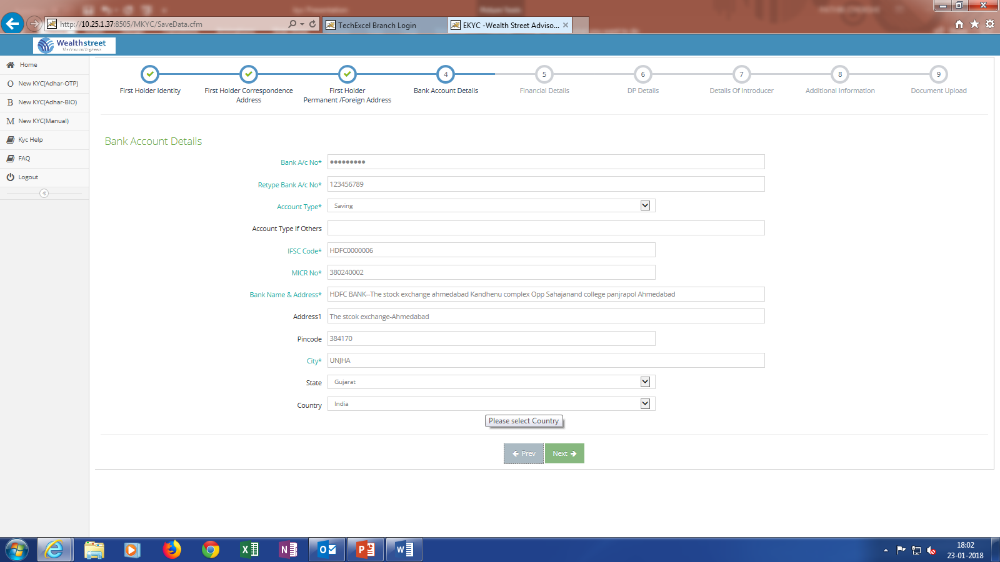 http://10.25.1.37:8505/MKYC/SaveData.cfm
TechExcel Branch Login
EKYC -Wealth Street Adviso...
Wealthstreet
The Financial Engineers
Home
O New KYC(Adhar-OTP)
B New KYC(Adhar-BIO)
M New KYC(Manual)
Kyc Help
FAQ
Logout
4 5 6 7 8 9
First Holder Identity
First Holder Correspondence
Address
First Holder
Permanent /Foreign Address
Bank Account Details
Financial Details
DP Details
Details Of Introducer
Additional Information
Document Upload
Bank Account Details
Bank A/c No* •••••••••
Retype Bank A/c No* 123456789
Account Type* Saving
Account Type If Others
IFSC Code* HDFC0000006
MICR No* 380240002
Bank Name & Address* HDFC BANK--The stock exchange ahmedabad Kandhenu complex Opp Sahajanand college panjrapol Ahmedabad
Address1 The stcok exchange-Ahmedabad
Pincode 384170
City* UNJHA
State Gujarat
Country India
Please select Country
Prev Next
18:02
23-01-2018